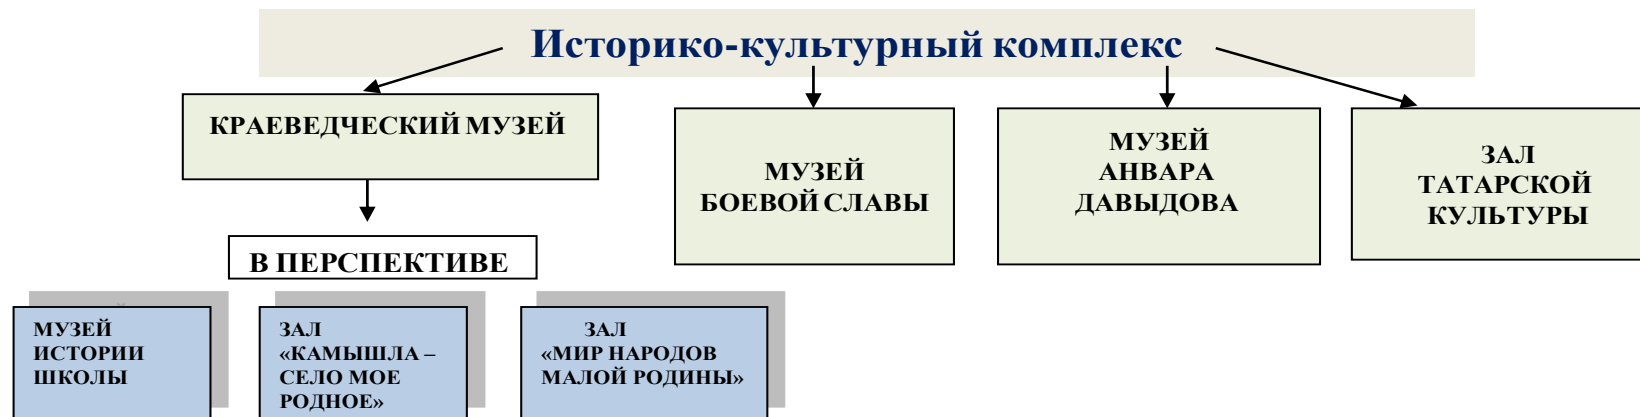 Историко-культурный комплекс
КРАЕВЕДЧЕСКИЙ МУЗЕЙ
МУЗЕЙ
БОЕВОЙ СЛАВЫ
МУЗЕЙ
АНВАРА
ДАВЫДОВА
ЗАЛ
ТАТАРСКОЙ
КУЛЬТУРЫ
В ПЕРСПЕКТИВЕ
МУЗЕЙ
ИСТОРИИ
ШКОЛЫ
ЗАЛ
«КАМЫШЛА –
СЕЛО МОЕ
РОДНОЕ»
ЗАЛ
«МИР НАРОДОВ
МАЛОЙ РОДИНЫ»